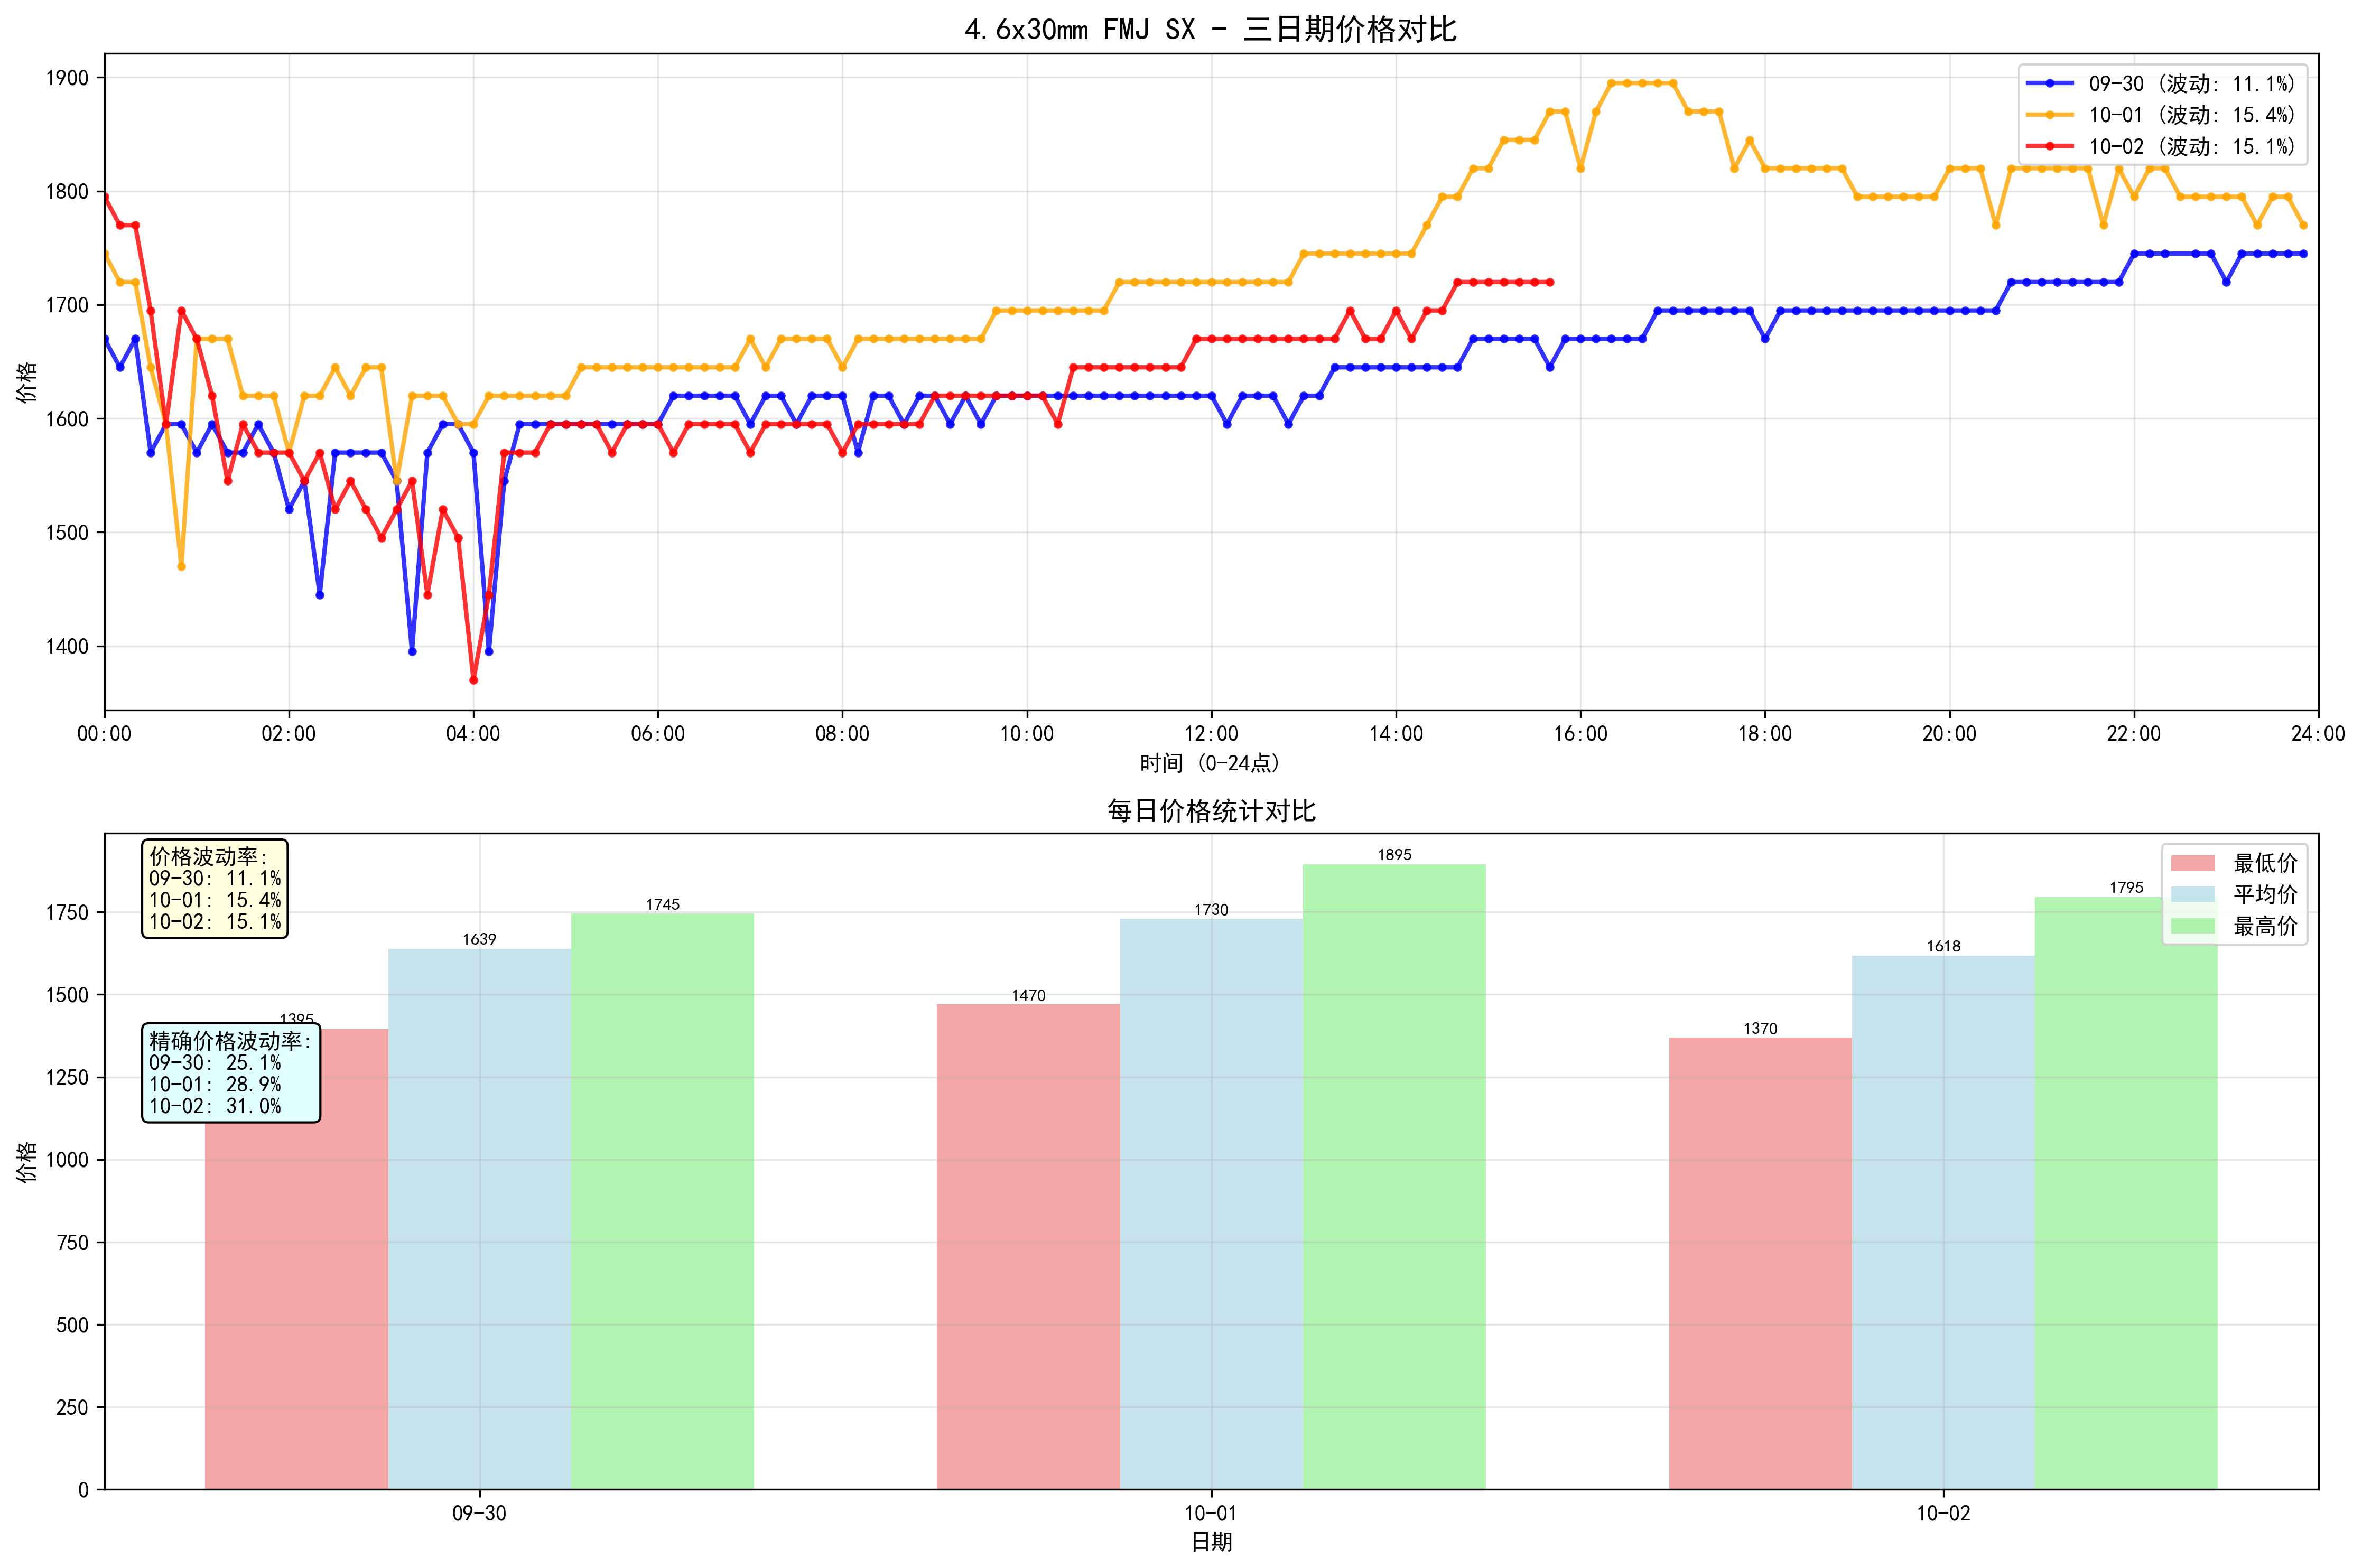 4.6x30mm FMJ SX - 三日期价格对比
09-30 (波动: 11.1%)
10-01 (波动: 15.4%)
10-02 (波动: 15.1%)
价格
1900
1800
1700
1600
1500
1400
00:00 02:00 04:00 06:00 08:00 10:00 12:00 14:00 16:00 18:00 20:00 22:00 24:00
时间 (0-24点)
每日价格统计对比
价格波动率:
09-30: 11.1%
10-01: 15.4%
10-02: 15.1%
精确价格波动率:
09-30: 25.1%
10-01: 28.9%
10-02: 31.0%
最低价
平均价
最高价
价格
1750
1500
1250
1000
750
500
250
0
1395 1639 1745 1470 1730 1895 1370 1618 1795
09-30 10-01 10-02
日期